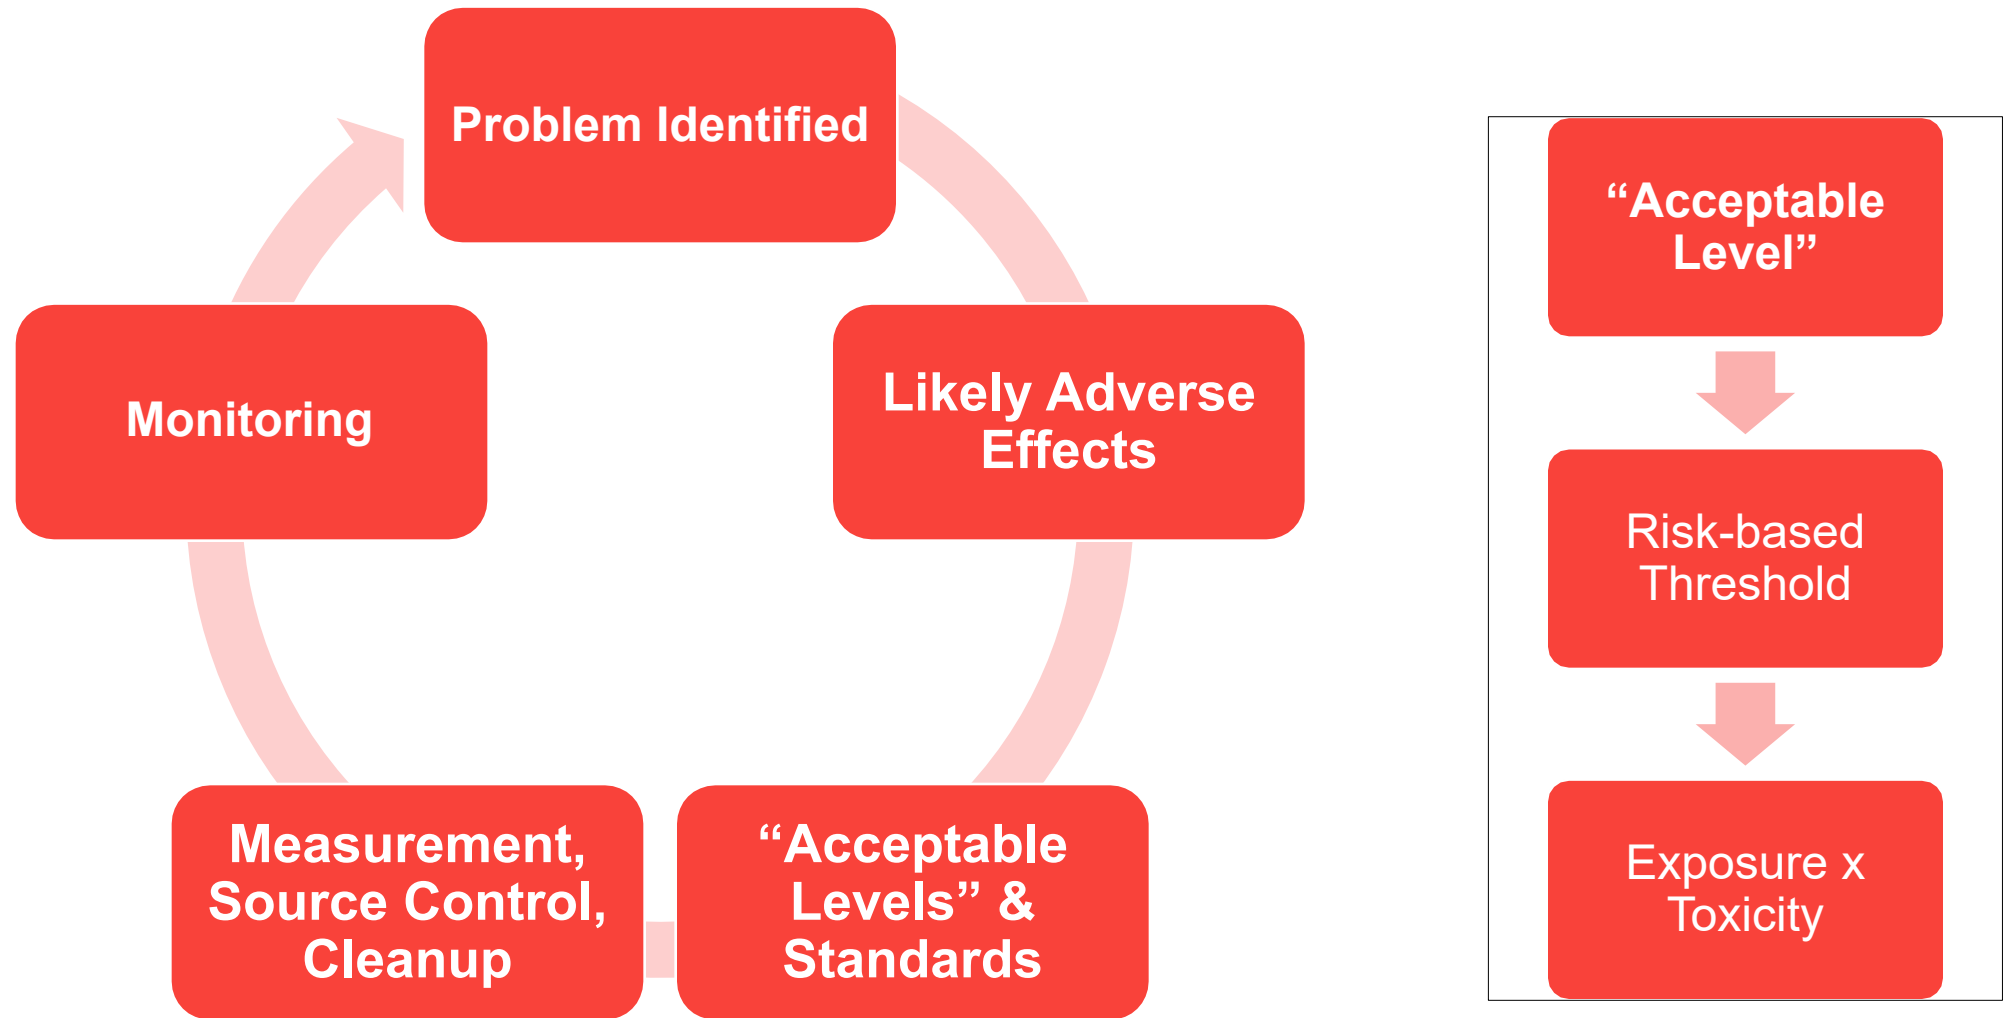 Problem Identified
Likely Adverse
Effects
“Acceptable
Levels” &
Standards
Measurement,
Source Control,
Cleanup
Monitoring
“Acceptable
Level”
Risk-based
Threshold
Exposure x
Toxicity